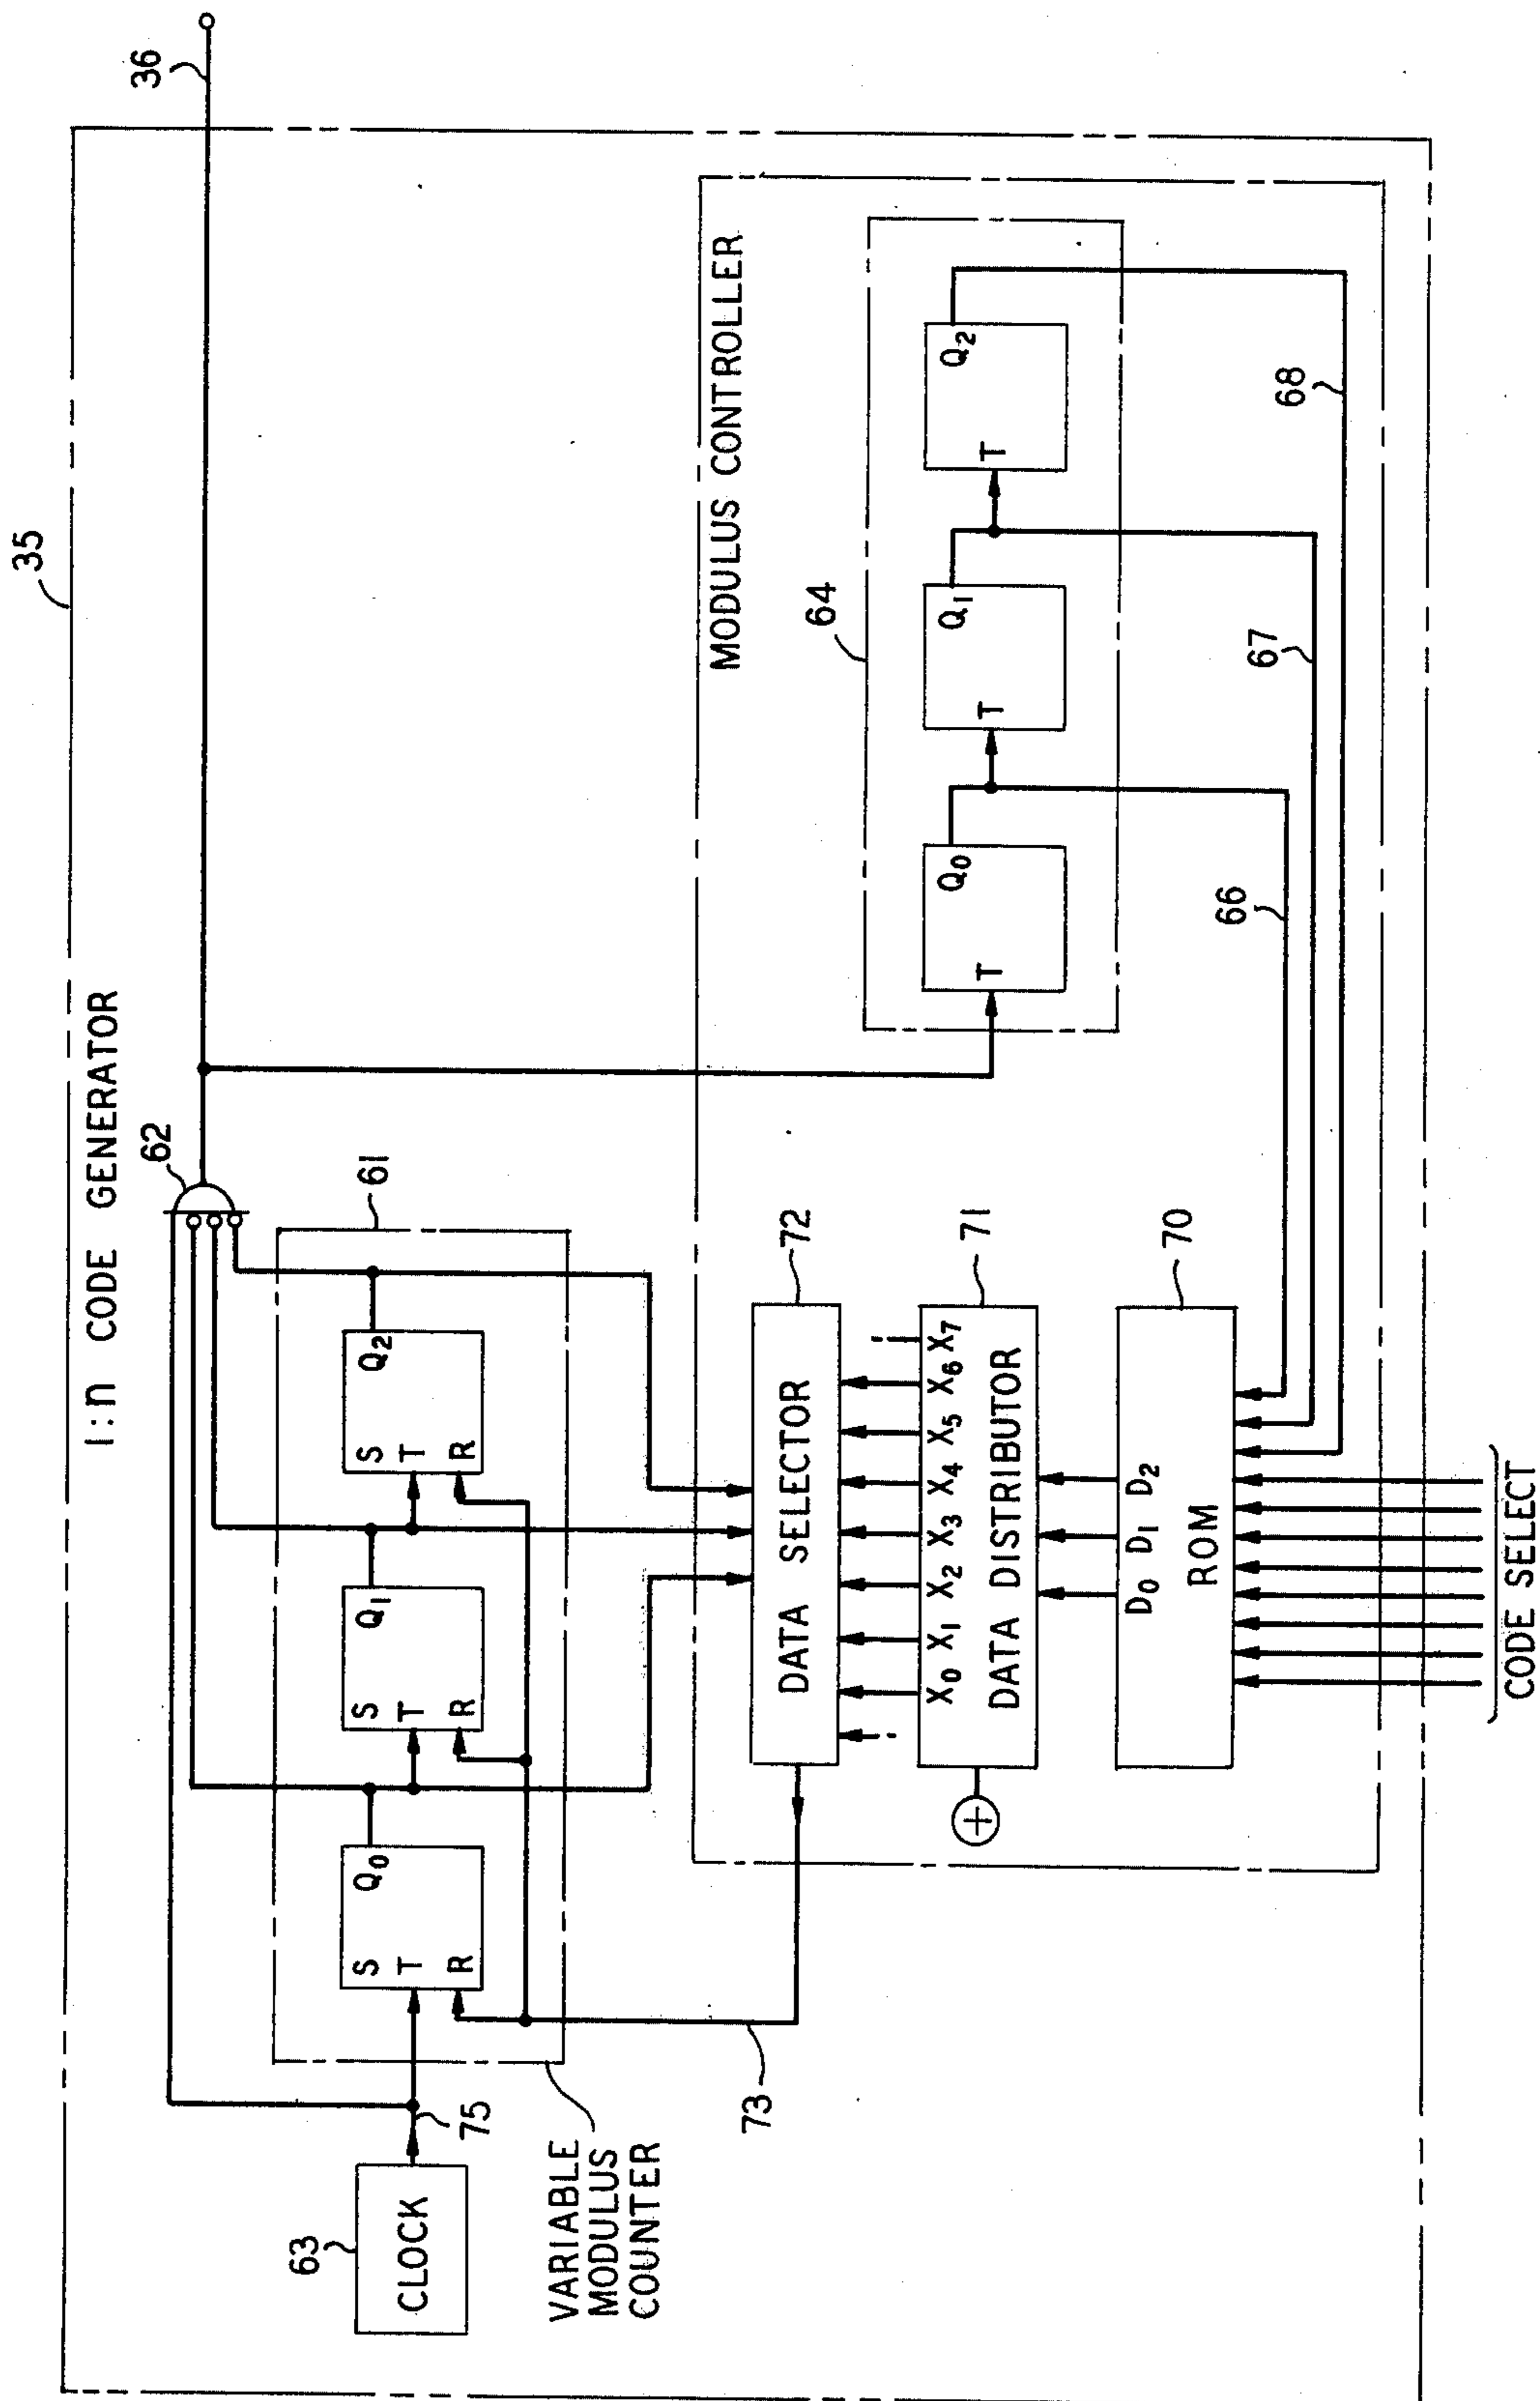 35
36
1:n CODE GENERATOR
62
61
63
CLOCK
75
VARIABLE
MODULUS
COUNTER
S
T
R
Q0
S
T
R
Q1
S
T
R
Q2
73
MODULUS CONTROLLER
72
DATA SELECTOR
71
X0 X1 X2 X3 X4 X5 X6 X7
DATA DISTRIBUTOR
+
70
D0 D1 D2
ROM
CODE SELECT
64
T
Q0
T
Q1
T
Q2
66
67
68